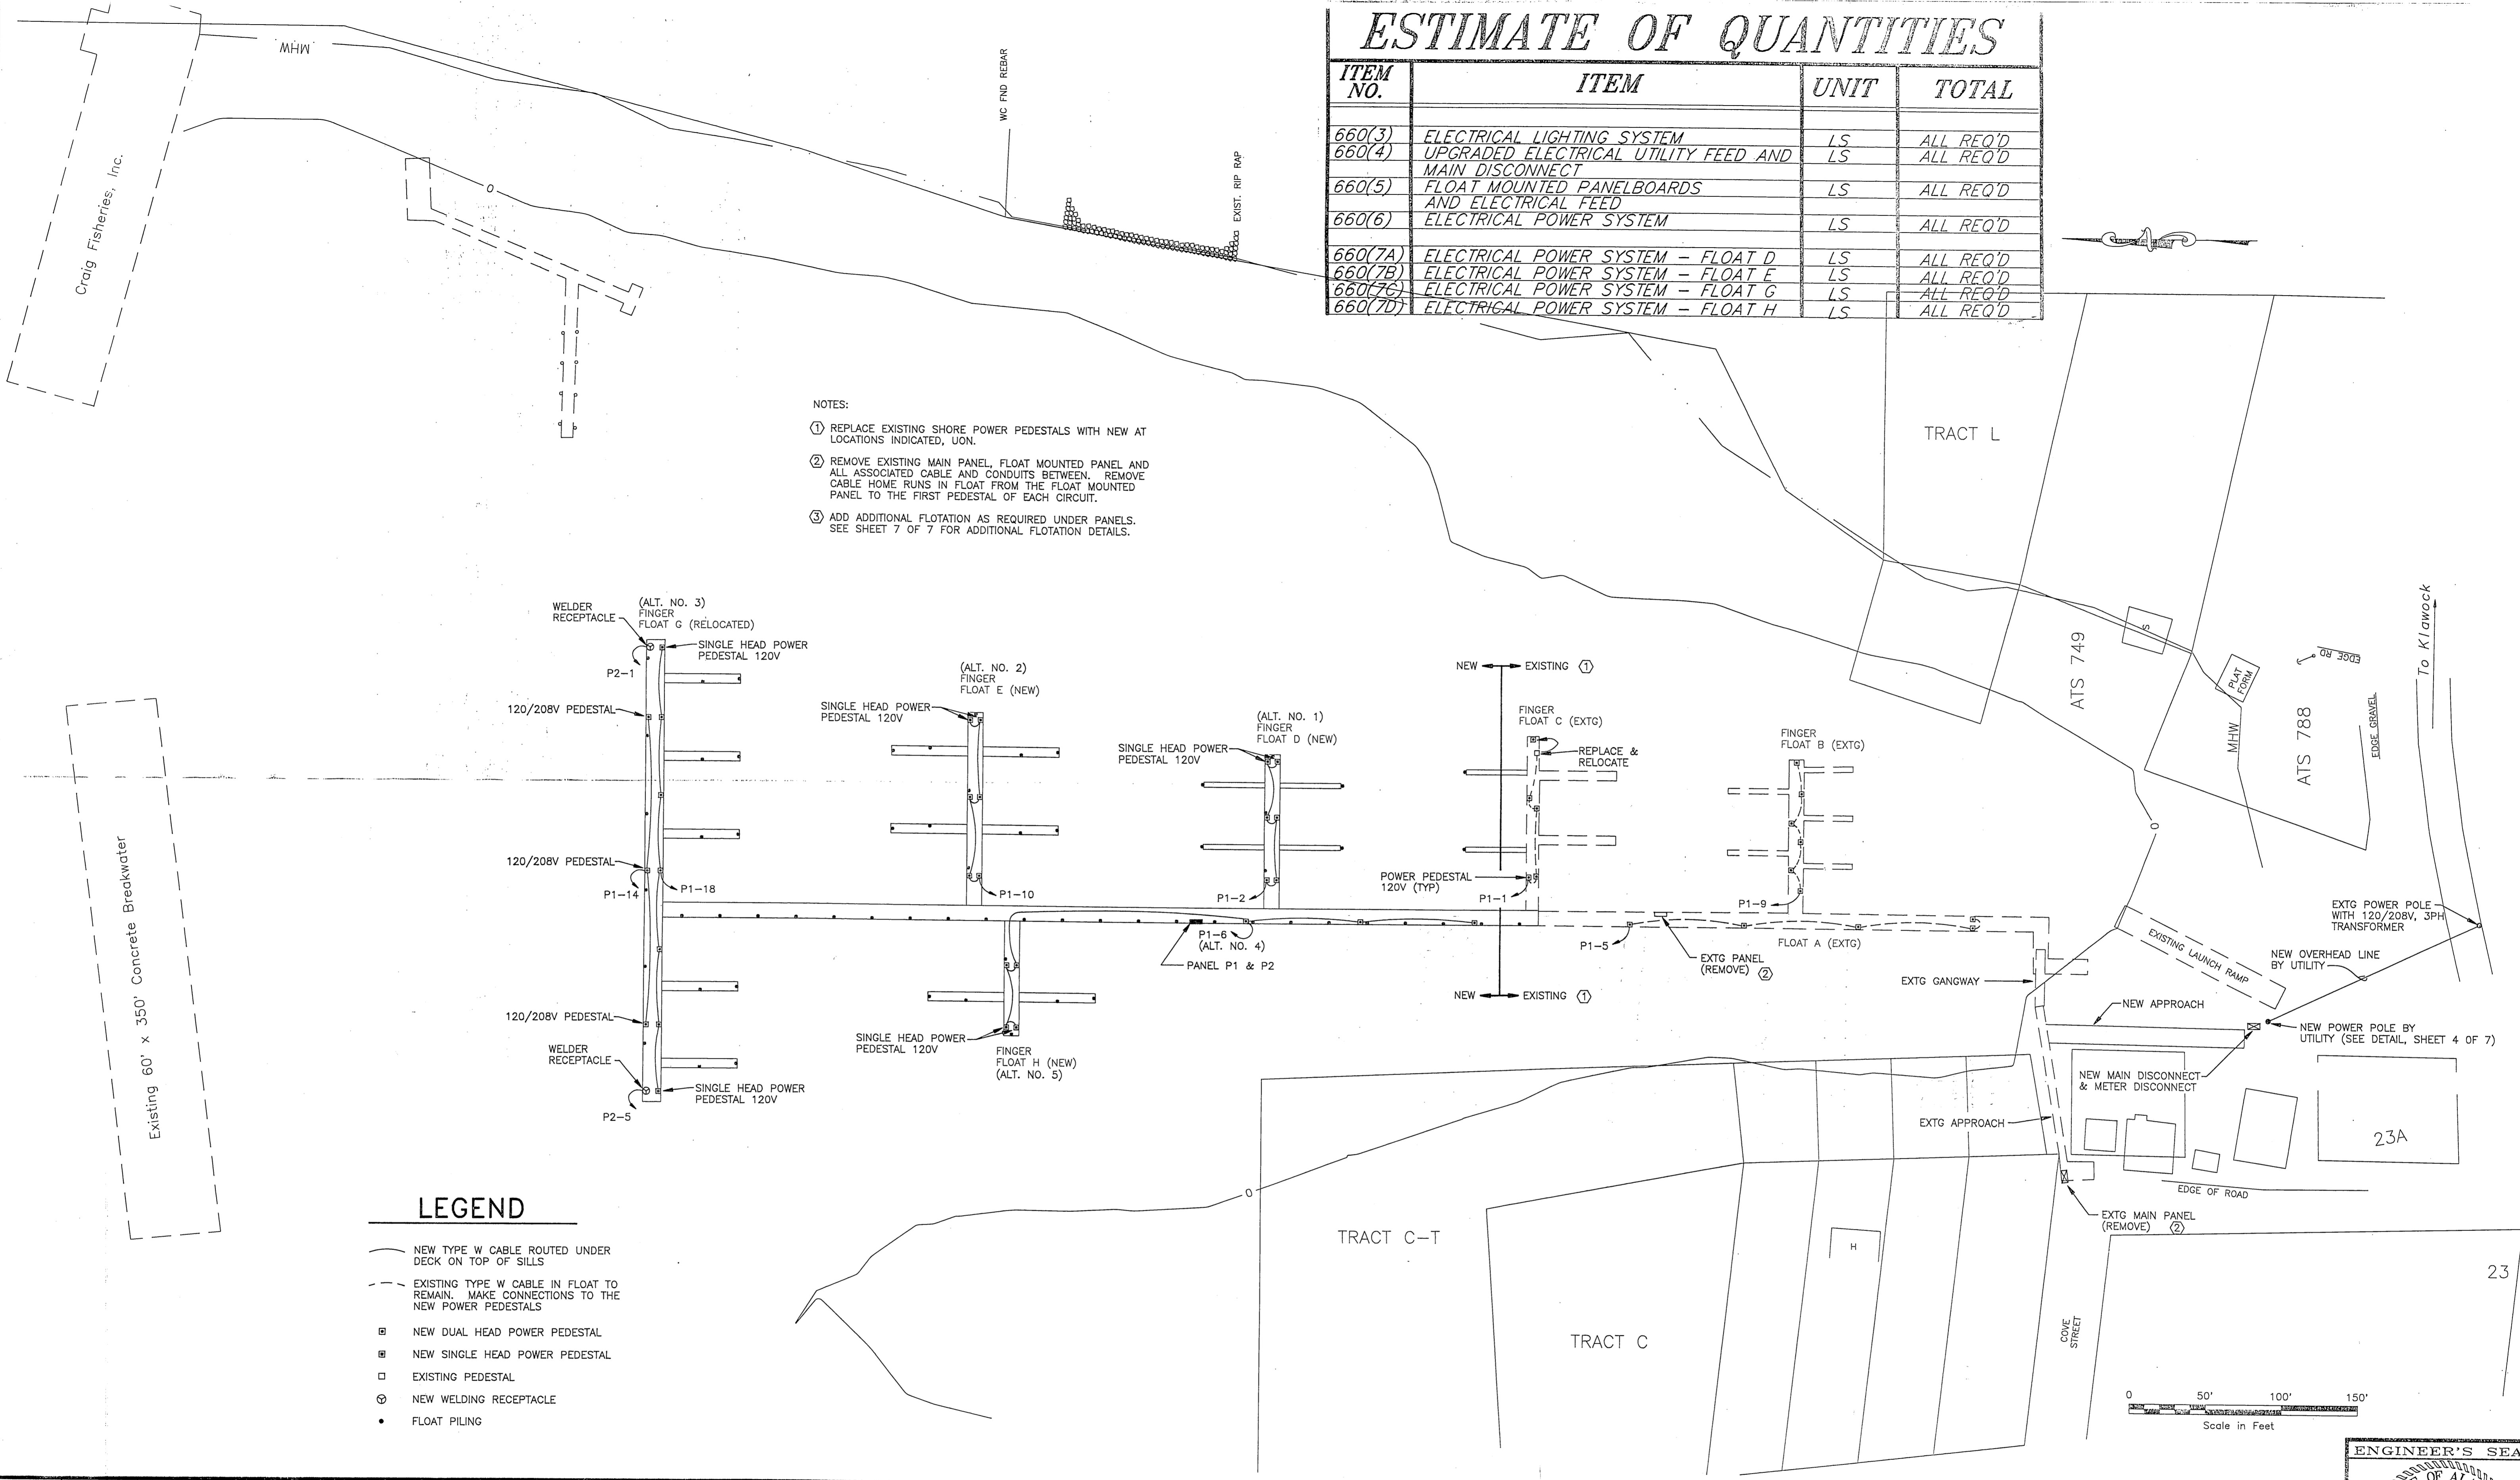 ESTIMATE OF QUANTITIES
ITEM NO.
ITEM
UNIT
TOTAL
660(3) ELECTRICAL LIGHTING SYSTEM LS ALL REQ'D
660(4) UPGRADED ELECTRICAL UTILITY FEED AND LS ALL REQ'D
MAIN DISCONNECT
660(5) FLOAT MOUNTED PANELBOARDS LS ALL REQ'D
AND ELECTRICAL FEED
660(6) ELECTRICAL POWER SYSTEM LS ALL REQ'D
660(7A) ELECTRICAL POWER SYSTEM – FLOAT D LS ALL REQ'D
660(7B) ELECTRICAL POWER SYSTEM – FLOAT E LS ALL REQ'D
660(7C) ELECTRICAL POWER SYSTEM – FLOAT G LS ALL REQ'D
660(7D) ELECTRICAL POWER SYSTEM – FLOAT H LS ALL REQ'D
MHW
Craig Fisheries, Inc.
0
WC FND REBAR
EXIST. RIP RAP
NOTES:
1 REPLACE EXISTING SHORE POWER PEDESTALS WITH NEW AT
LOCATIONS INDICATED, UON.
2 REMOVE EXISTING MAIN PANEL, FLOAT MOUNTED PANEL AND
ALL ASSOCIATED CABLE AND CONDUITS BETWEEN. REMOVE
CABLE HOME RUNS IN FLOAT FROM THE FLOAT MOUNTED
PANEL TO THE FIRST PEDESTAL OF EACH CIRCUIT.
3 ADD ADDITIONAL FLOTATION AS REQUIRED UNDER PANELS.
SEE SHEET 7 OF 7 FOR ADDITIONAL FLOTATION DETAILS.
TRACT L
ATS 749
S
PLAT
FORM
EDGE RD
MHW
ATS 788
EDGE GRAVEL
To Klawock
WELDER
RECEPTACLE
(ALT. NO. 3)
FINGER
FLOAT G (RELOCATED)
SINGLE HEAD POWER
PEDESTAL 120V
P2-1
120/208V PEDESTAL
120/208V PEDESTAL
P1-14
P1-18
120/208V PEDESTAL
WELDER
RECEPTACLE
SINGLE HEAD POWER
PEDESTAL 120V
P2-5
(ALT. NO. 2)
FINGER
FLOAT E (NEW)
SINGLE HEAD POWER
PEDESTAL 120V
P1-10
(ALT. NO. 1)
FINGER
FLOAT D (NEW)
SINGLE HEAD POWER
PEDESTAL 120V
P1-2
NEW
EXISTING 1
FINGER
FLOAT C (EXTG)
REPLACE &
RELOCATE
POWER PEDESTAL
120V (TYP)
P1-1
FINGER
FLOAT B (EXTG)
P1-9
P1-6
(ALT. NO. 4)
PANEL P1 & P2
P1-5
EXTG PANEL
(REMOVE) 2
FLOAT A (EXTG)
NEW
EXISTING 1
SINGLE HEAD POWER
PEDESTAL 120V
FINGER
FLOAT H (NEW)
(ALT. NO. 5)
0
EXISTING LAUNCH RAMP
EXTG POWER POLE
WITH 120/208V, 3PH
TRANSFORMER
NEW OVERHEAD LINE
BY UTILITY
EXTG GANGWAY
NEW APPROACH
NEW POWER POLE BY
UTILITY (SEE DETAIL, SHEET 4 OF 7)
NEW MAIN DISCONNECT
& METER DISCONNECT
EXTG APPROACH
23A
EDGE OF ROAD
EXTG MAIN PANEL
(REMOVE) 2
23
COVE
STREET
Existing 60' x 350' Concrete Breakwater
0
TRACT C-T
H
TRACT C
LEGEND
NEW TYPE W CABLE ROUTED UNDER
DECK ON TOP OF SILLS
EXISTING TYPE W CABLE IN FLOAT TO
REMAIN. MAKE CONNECTIONS TO THE
NEW POWER PEDESTALS
NEW DUAL HEAD POWER PEDESTAL
NEW SINGLE HEAD POWER PEDESTAL
EXISTING PEDESTAL
NEW WELDING RECEPTACLE
FLOAT PILING
0 50' 100' 150'
Scale in Feet
ENGINEER'S SEA
OF AL